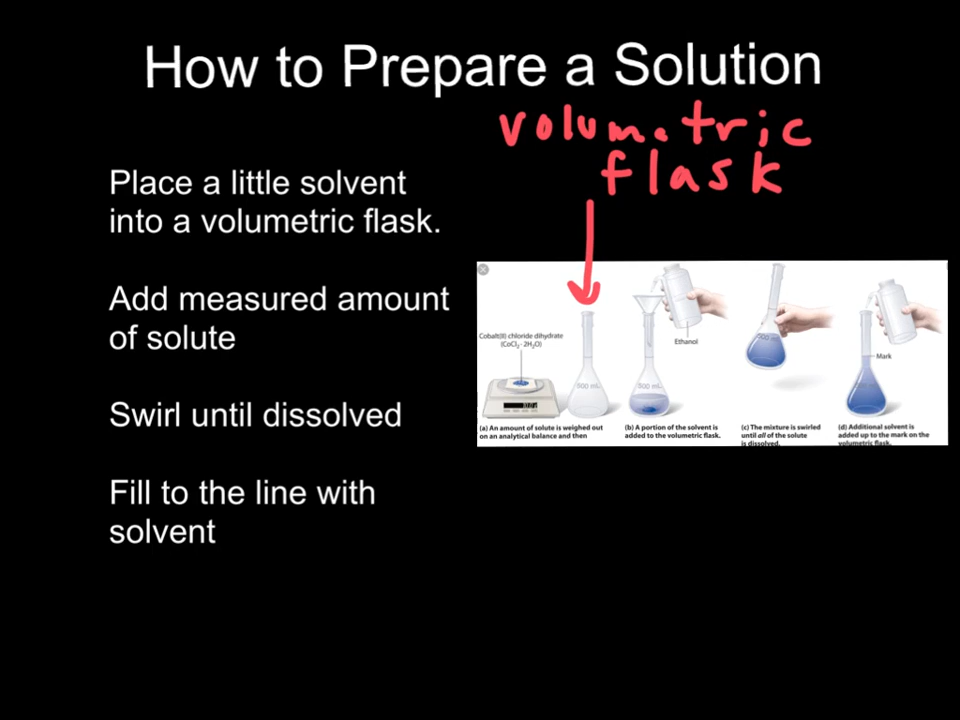 How to Prepare a Solution
volumetric
flask
Place a little solvent
into a volumetric flask.
Add measured amount
of solute
Swirl until dissolved
Fill to the line with
solvent
Cobalt(II) chloride dihydrate
(CoCl₂ · 2H₂O)
500 mL
500 mL
Ethanol
500 mL
Mark
500 mL
(a) An amount of solute is weighed out
on an analytical balance and then
(b) A portion of the solvent is
added to the volumetric flask.
(c) The mixture is swirled
until all of the solute
is dissolved.
(d) Additional solvent is
added up to the mark on the
volumetric flask.